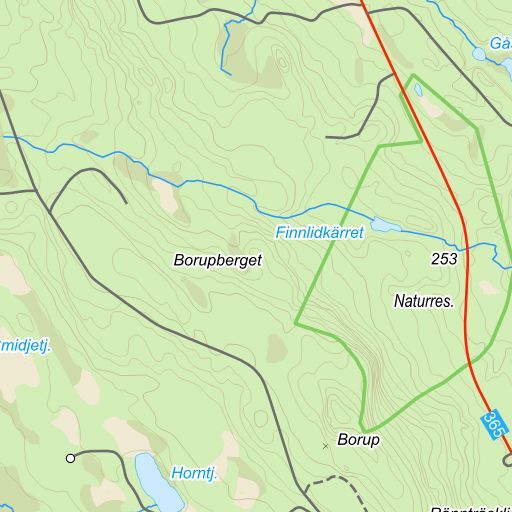 Finnlidkärret
Borupberget
253
Naturres.
365
Borup
Horntj.